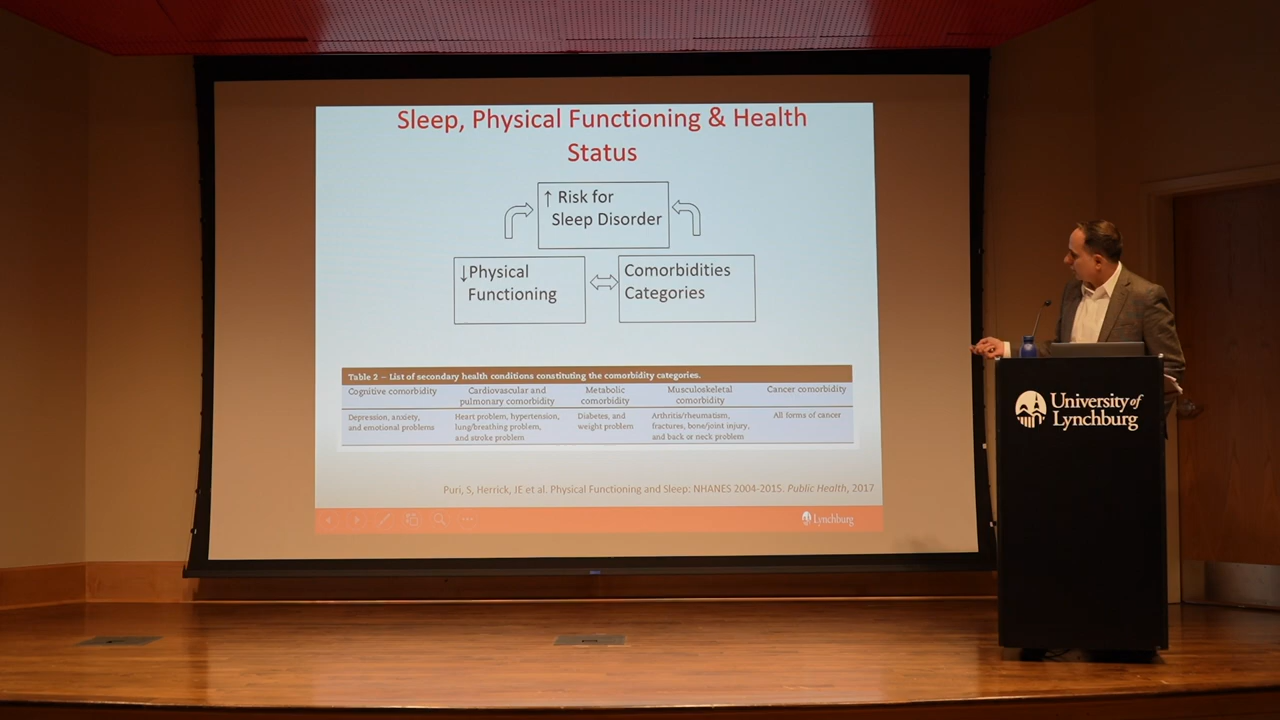 Sleep, Physical Functioning & Health
Status
↑ Risk for
Sleep Disorder
↓Physical
Functioning
Comorbidities
Categories
Table 2 – List of secondary health conditions constituting the comorbidity categories.
Cognitive comorbidity
Cardiovascular and
pulmonary comorbidity
Metabolic
comorbidity
Musculoskeletal
comorbidity
Cancer comorbidity
Depression, anxiety,
and emotional problems
Heart problem, hypertension,
lung/breathing problem,
and stroke problem
Diabetes, and
weight problem
Arthritis/rheumatism,
fractures, bone/joint injury,
and back or neck problem
All forms of cancer
Puri, S, Herrick, JE et al. Physical Functioning and Sleep: NHANES 2004-2015. Public Health, 2017
Lynchburg
University of
Lynchburg